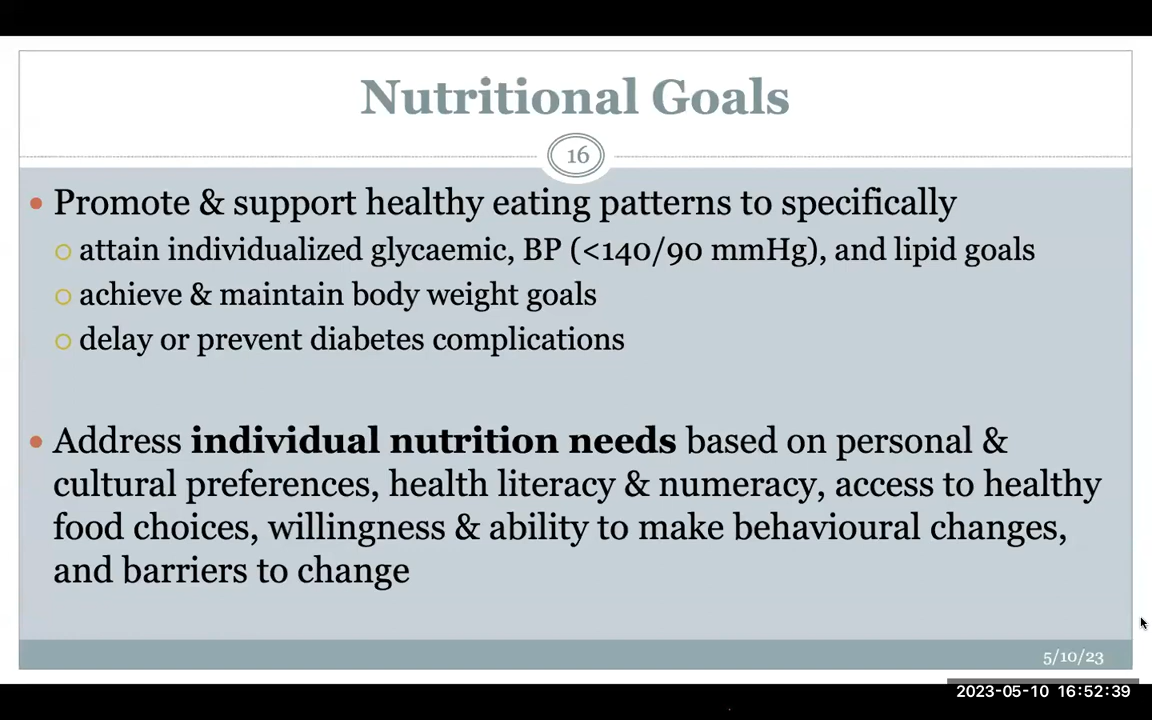 Nutritional Goals
16
Promote & support healthy eating patterns to specifically
attain individualized glycaemic, BP (<140/90 mmHg), and lipid goals
achieve & maintain body weight goals
delay or prevent diabetes complications
Address individual nutrition needs based on personal &
cultural preferences, health literacy & numeracy, access to healthy
food choices, willingness & ability to make behavioural changes,
and barriers to change
5/10/23
2023-05-10 16:52:39